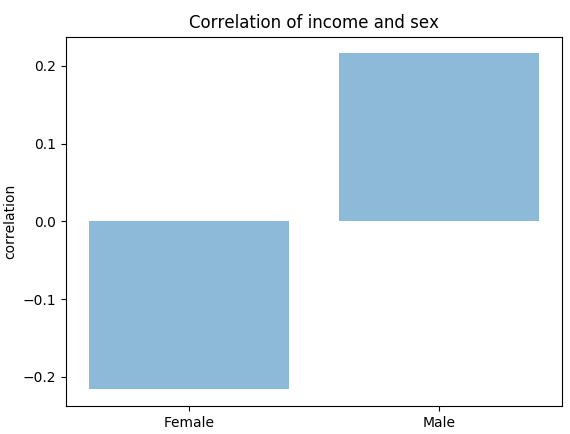 Correlation of income and sex
0.2
0.1
0.0
−0.1
−0.2
correlation
Female
Male